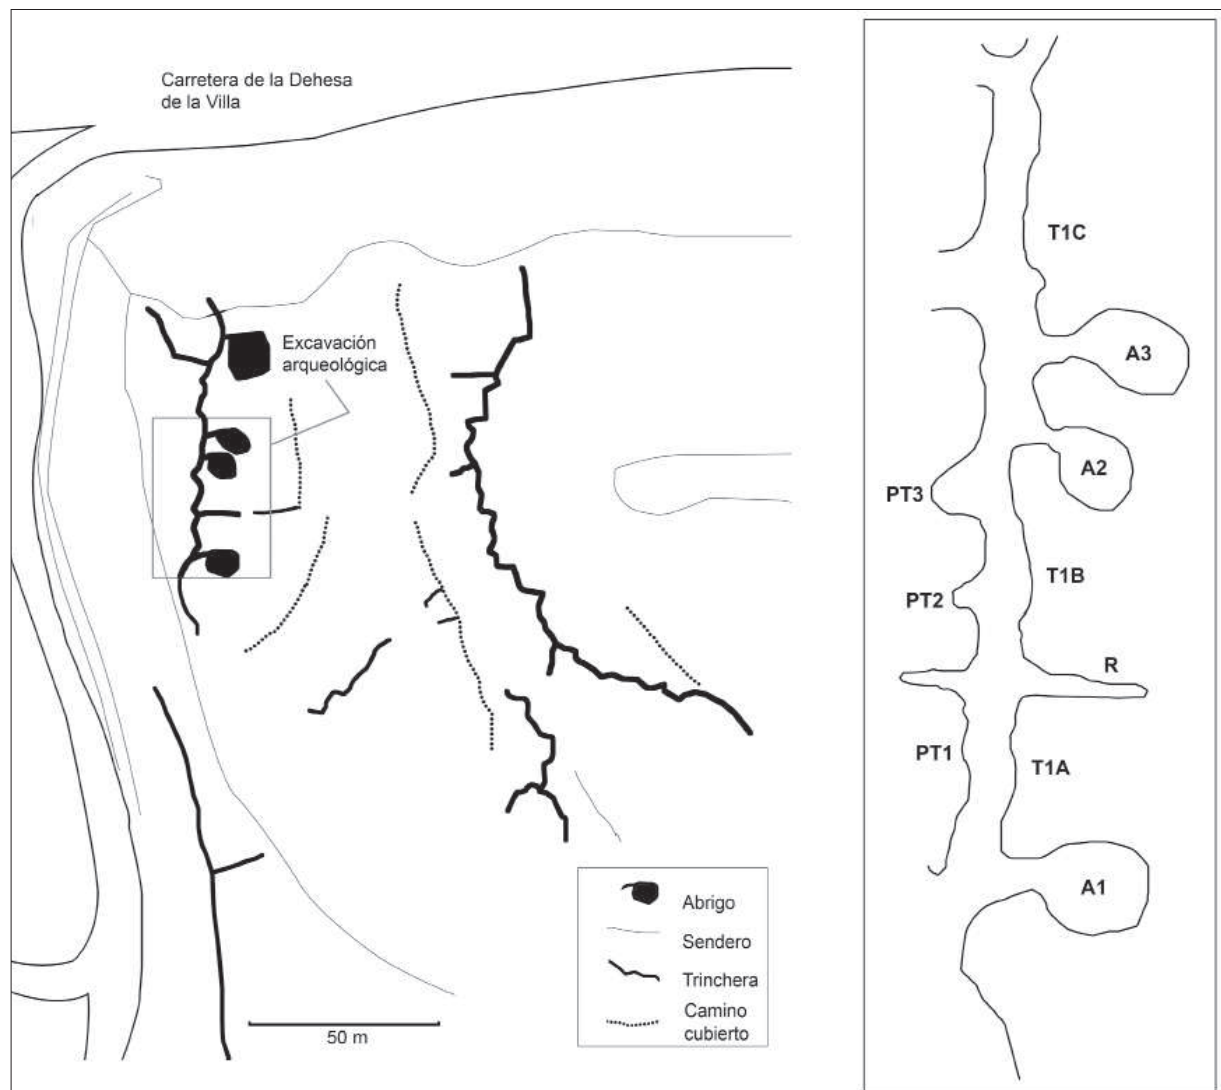 Carretera de la Dehesa
de la Villa
Excavación
arqueológica
Abrigo
Sendero
Trinchera
Camino
cubierto
50 m
T1C
A3
A2
PT3
T1B
PT2
R
PT1
T1A
A1